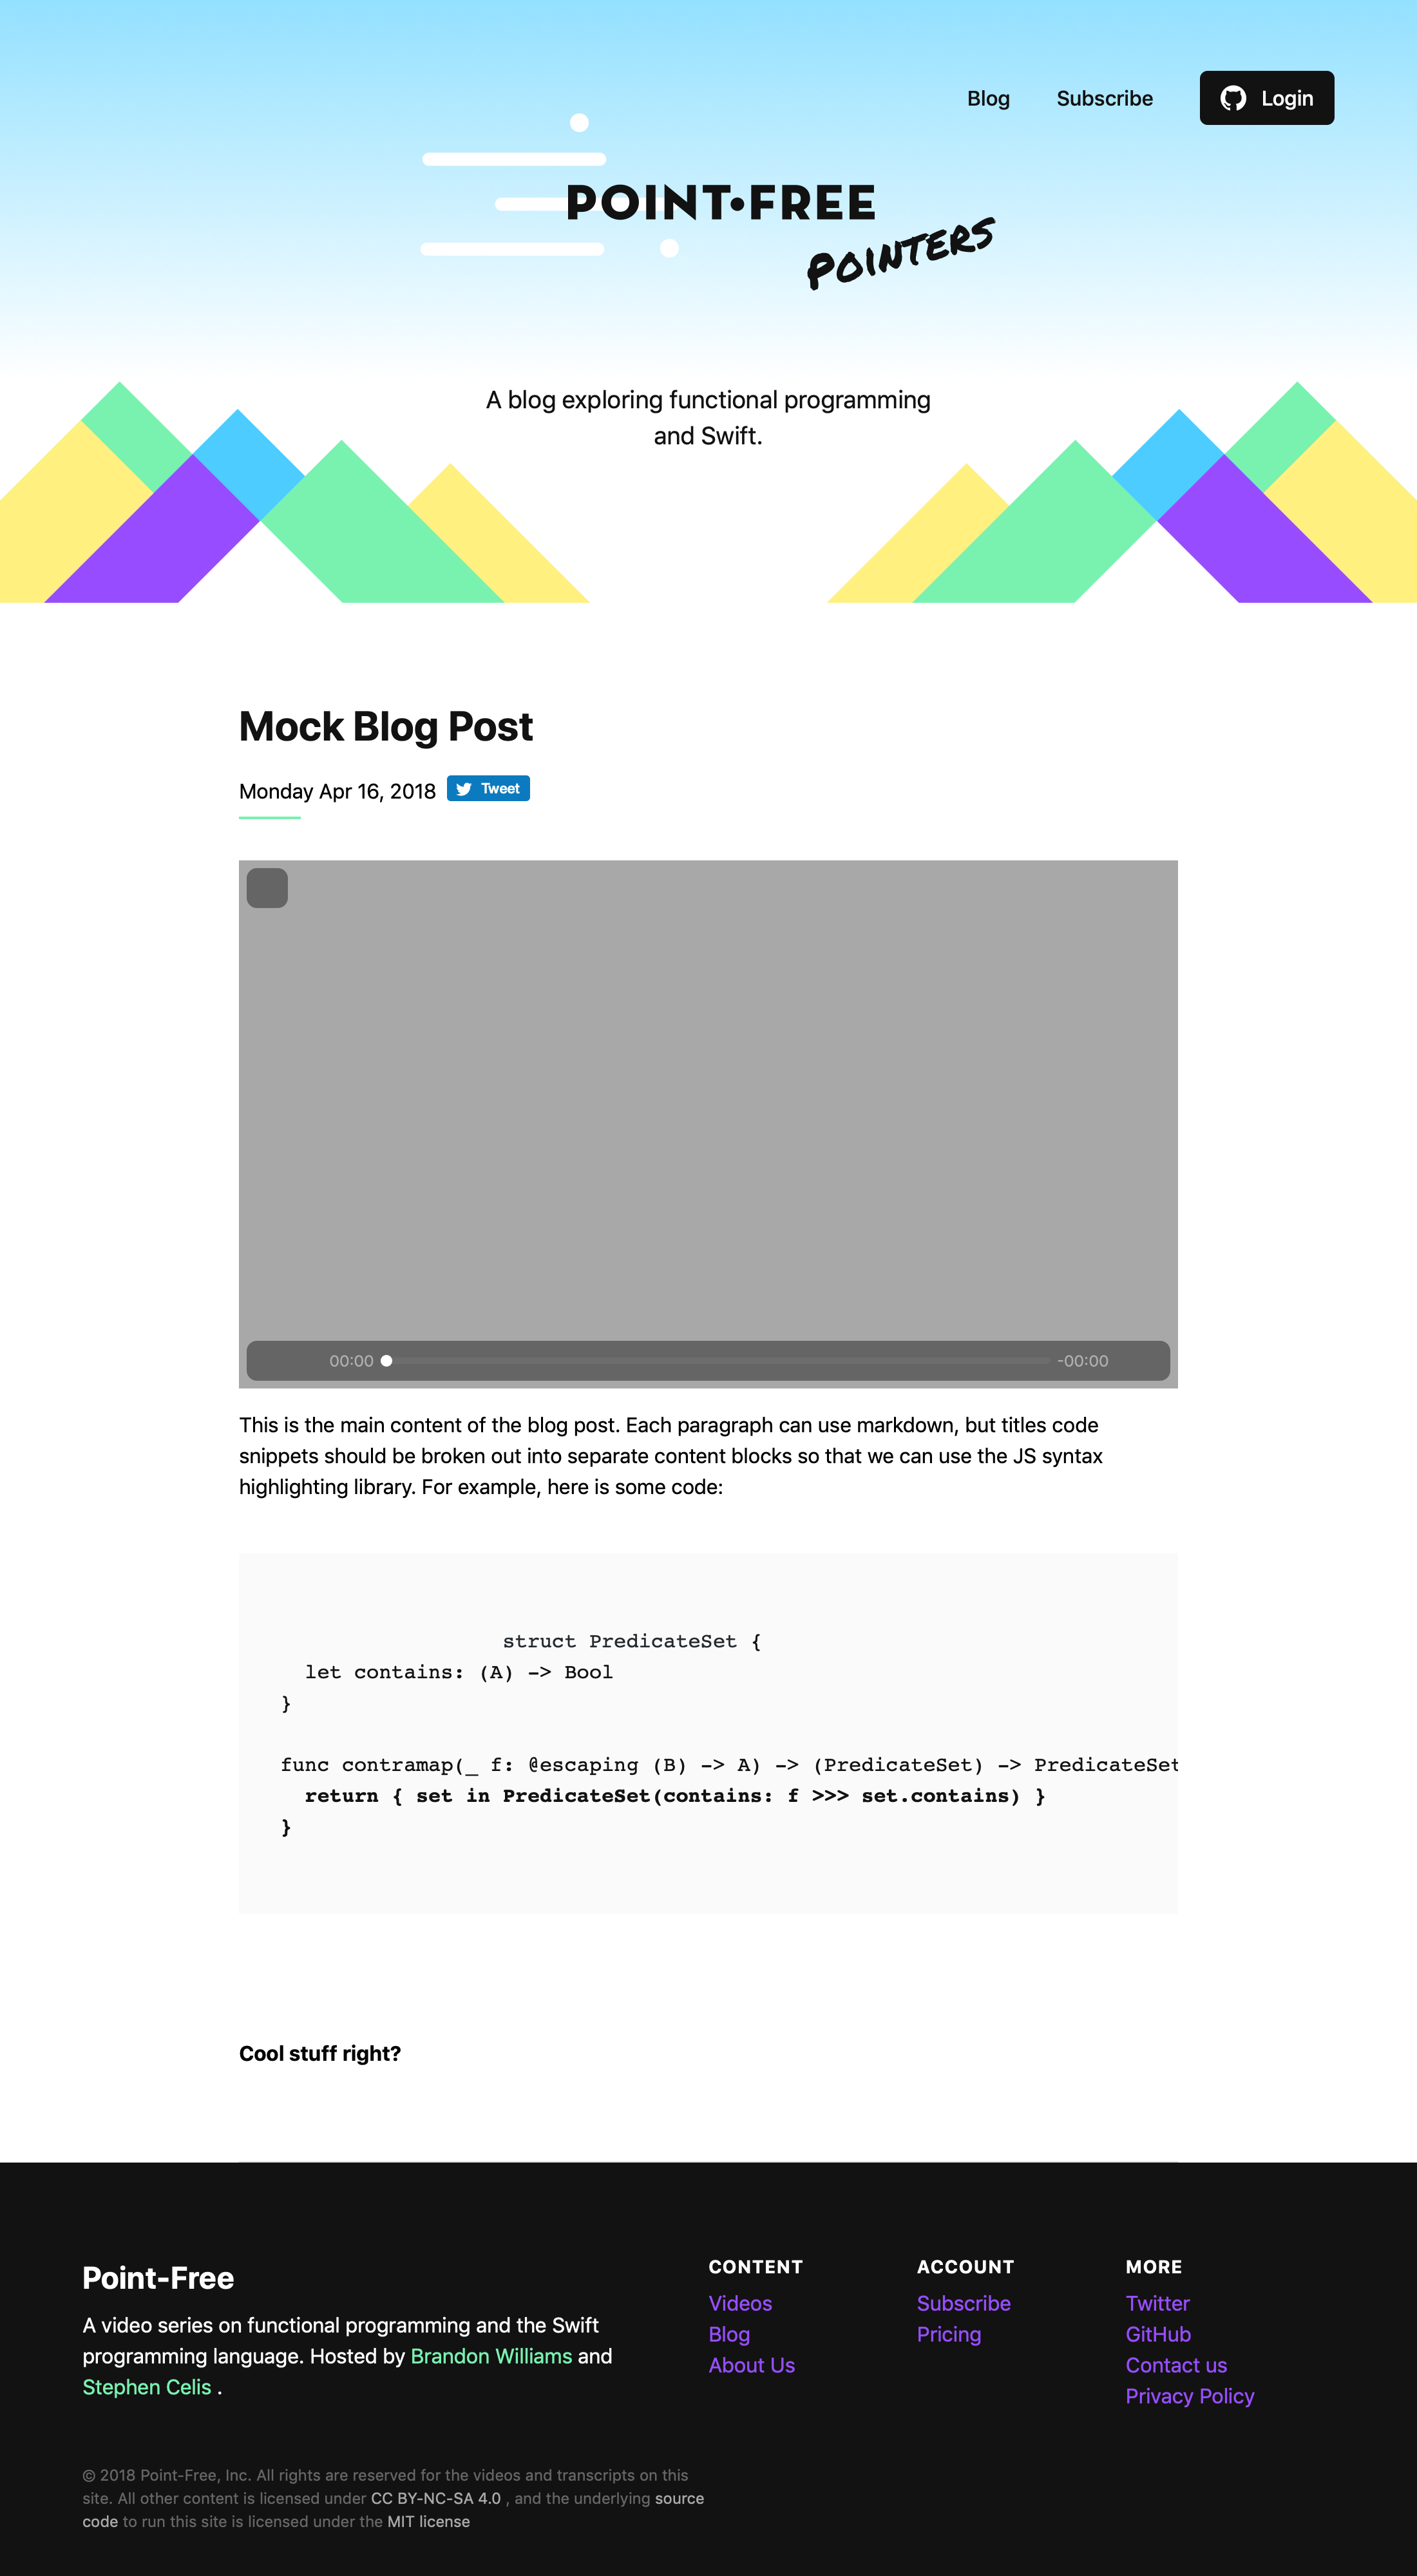 Blog
Subscribe
Login
POINT•FREE
POINTERS
A blog exploring functional programming
and Swift.
Mock Blog Post
Monday Apr 16, 2018
Tweet
00:00
-00:00
This is the main content of the blog post. Each paragraph can use markdown, but titles code
snippets should be broken out into separate content blocks so that we can use the JS syntax
highlighting library. For example, here is some code:
struct PredicateSet {
let contains: (A) -> Bool
}
func contramap(_ f: @escaping (B) -> A) -> (PredicateSet) -> PredicateSet
return { set in PredicateSet(contains: f >>> set.contains) }
}
Cool stuff right?
Point-Free
A video series on functional programming and the Swift
programming language. Hosted by Brandon Williams and
Stephen Celis .
CONTENT
Videos
Blog
About Us
ACCOUNT
Subscribe
Pricing
MORE
Twitter
GitHub
Contact us
Privacy Policy
© 2018 Point-Free, Inc. All rights are reserved for the videos and transcripts on this
site. All other content is licensed under CC BY-NC-SA 4.0 , and the underlying source
code to run this site is licensed under the MIT license